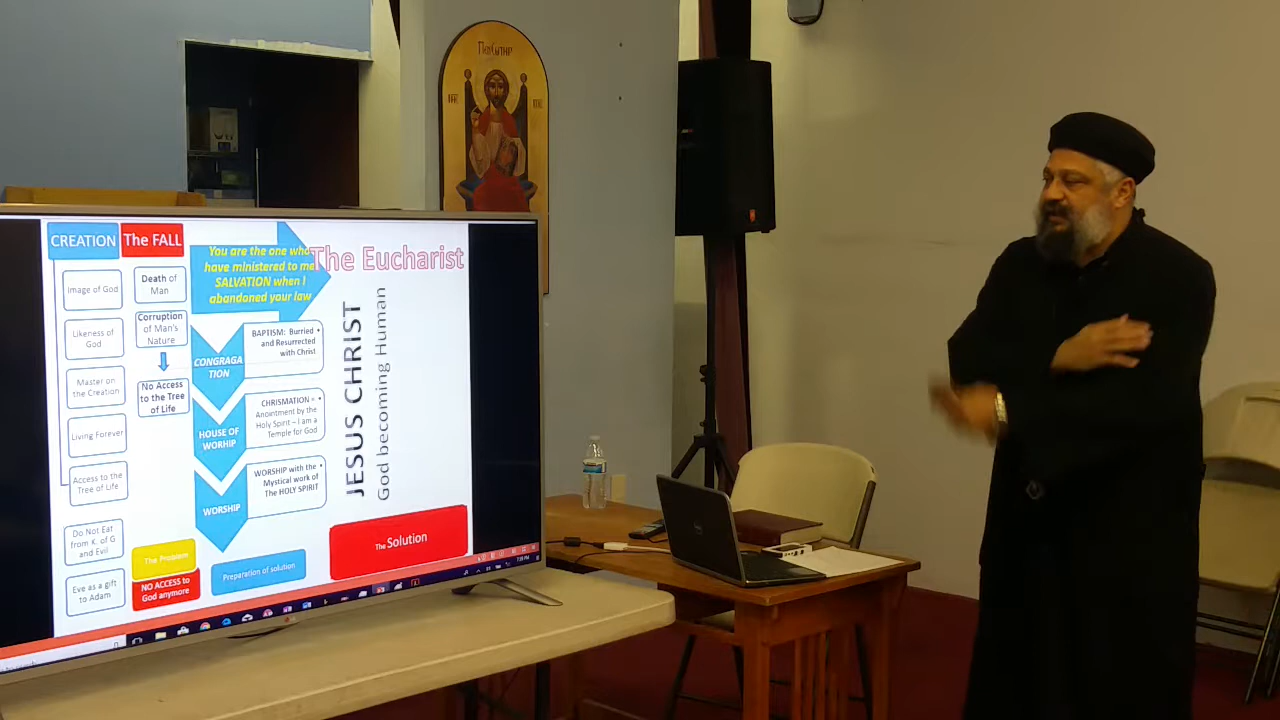 ΠΙΧΡΙCΤΟC
CREATION
Image of God
Likeness of
God
Master on
the Creation
Living Forever
Access to the
Tree of Life
Do Not Eat
from K. of G
and Evil
Eve as a gift
to Adam
The FALL
Death of
Man
Corruption
of Man's
Nature
No Access
to the Tree
of Life
The Problem
NO ACCESS to
God anymore
You are the one who
have ministered to me
SALVATION when I
abandoned your law
CONGRAGA
TION
BAPTISM: Burried
and Resurrected
with Christ
HOUSE OF
WORHIP
CHRISMATION =
Anointment by the
Holy Spirit – I am a
Temple for God
WORSHIP
WORSHIP with the
Mystical work of
The HOLY SPIRIT
Preparation of solution
The Eucharist
JESUS CHRIST
God becoming Human
The Solution